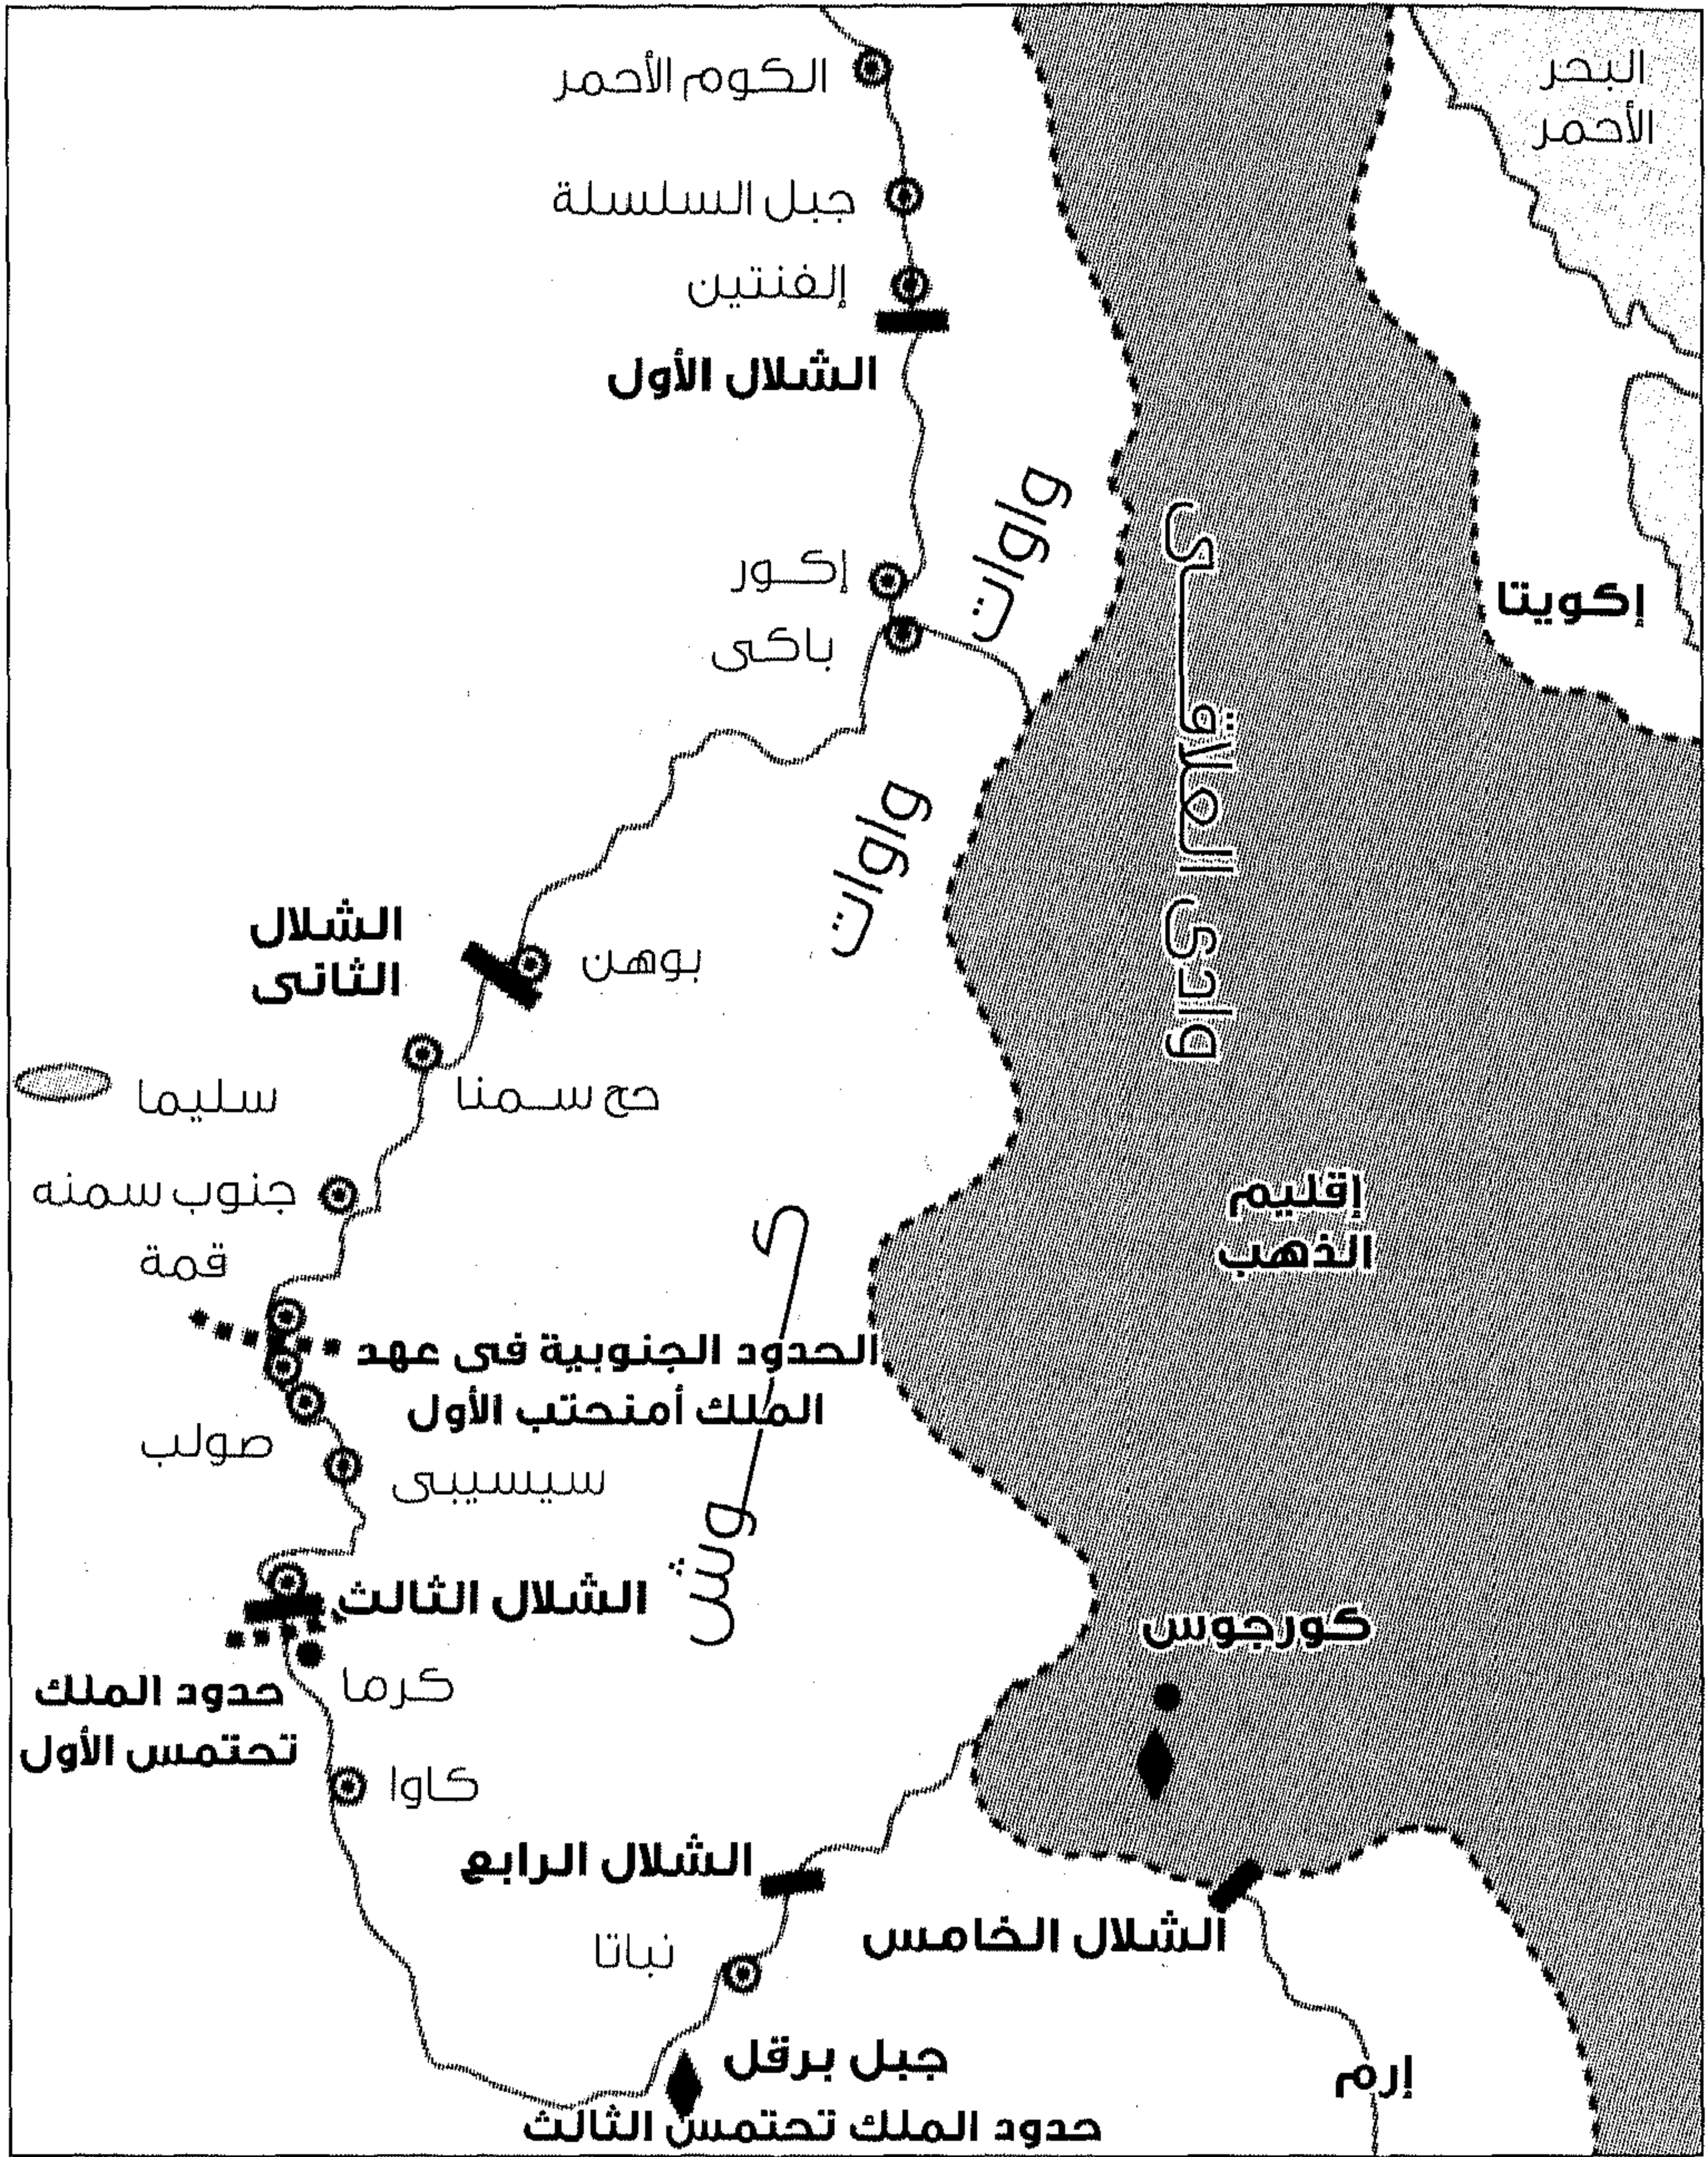 البحر
الأحمر
الكوم الأحمر
جبل السلسلة
إلفنتين
الشلال الأول
واوات
إكور
باكى
إكويتا
وادى العلاقى
واوات
الشلال
الثانى
بوهن
سليما
حح سمنا
جنوب سمنه
قمة
إقليم
الذهب
كوش
الحدود الجنوبية فى عهد
الملك أمنحتب الأول
صولب
سيسيبى
الشلال الثالث
كورجوس
كرما
حدود الملك
تحتمس الأول
كاوا
الشلال الرابع
الشلال الخامس
نباتا
جبل برقل
حدود الملك تحتمس الثالث
إرم